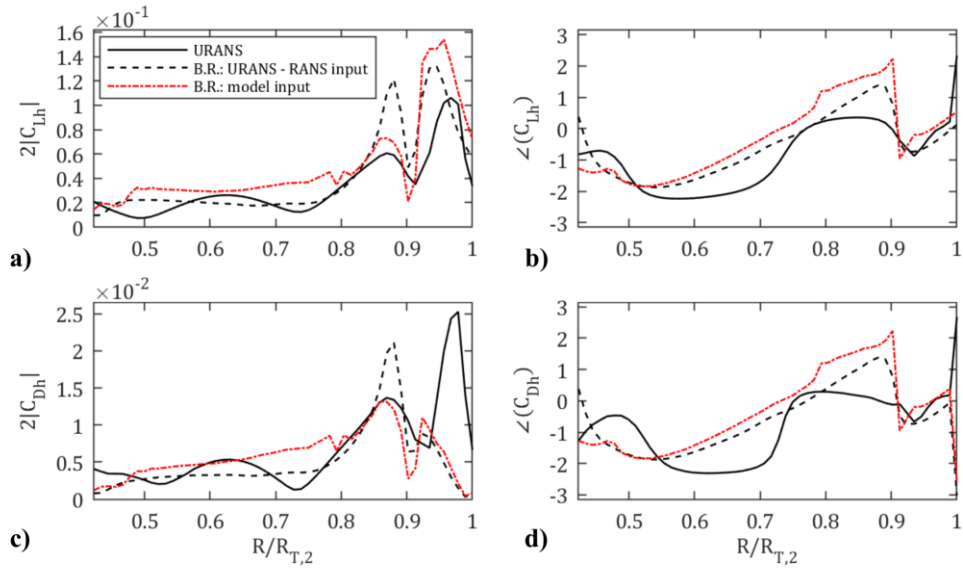 ×10⁻¹
1.6
1.4
1.2
1
0.8
0.6
0.4
0.2
0
2|C_Lh|
URANS
B.R.: URANS - RANS input
B.R.: model input
0.5 0.6 0.7 0.8 0.9 1
a)
3
2
1
0
-1
-2
-3
∠(C_Lh)
0.5 0.6 0.7 0.8 0.9 1
b)
×10⁻²
2.5
2
1.5
1
0.5
0
2|C_Dh|
0.5 0.6 0.7 0.8 0.9 1
R/R_T,2
c)
3
2
1
0
-1
-2
-3
∠(C_Dh)
0.5 0.6 0.7 0.8 0.9 1
R/R_T,2
d)